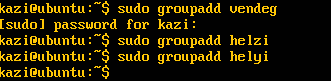 kazi@ubuntu:~$ sudo groupadd vendeg
[sudo] password for kazi:
kazi@ubuntu:~$ sudo groupadd helzi
kazi@ubuntu:~$ sudo groupadd helyi
kazi@ubuntu:~$